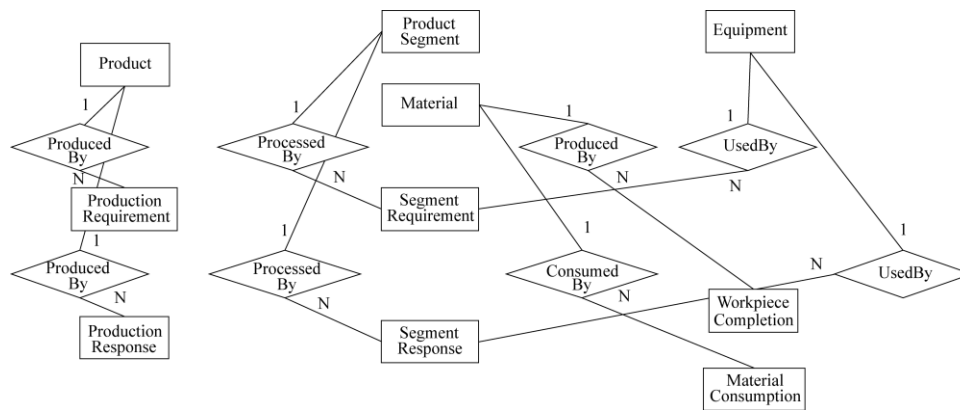 Product
1
Produced
By
N
Production
Requirement
1
Produced
By
N
Production
Response
Product
Segment
1
Processed
By
N
Segment
Requirement
1
Processed
By
N
Segment
Response
Material
1
Produced
By
N
Workpiece
Completion
1
Consumed
By
N
Material
Consumption
Equipment
1
UsedBy
N
1
UsedBy
N